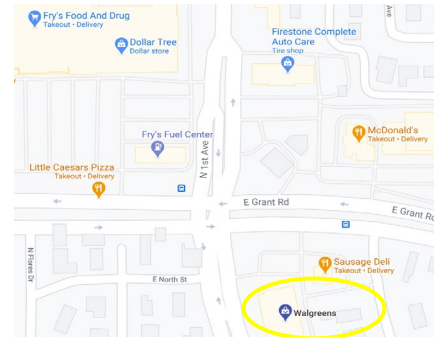 Fry's Food And Drug
Takeout • Delivery
Dollar Tree
Dollar store
Ave
Firestone Complete
Auto Care
Tire shop
Fry's Fuel Center
N 1st Ave
McDonald's
Takeout • Delivery
Little Caesars Pizza
Takeout • Delivery
E Grant Rd
E Grant Rd
N Flores Dr
E North St
Sausage Deli
Takeout • Delivery
Walgreens